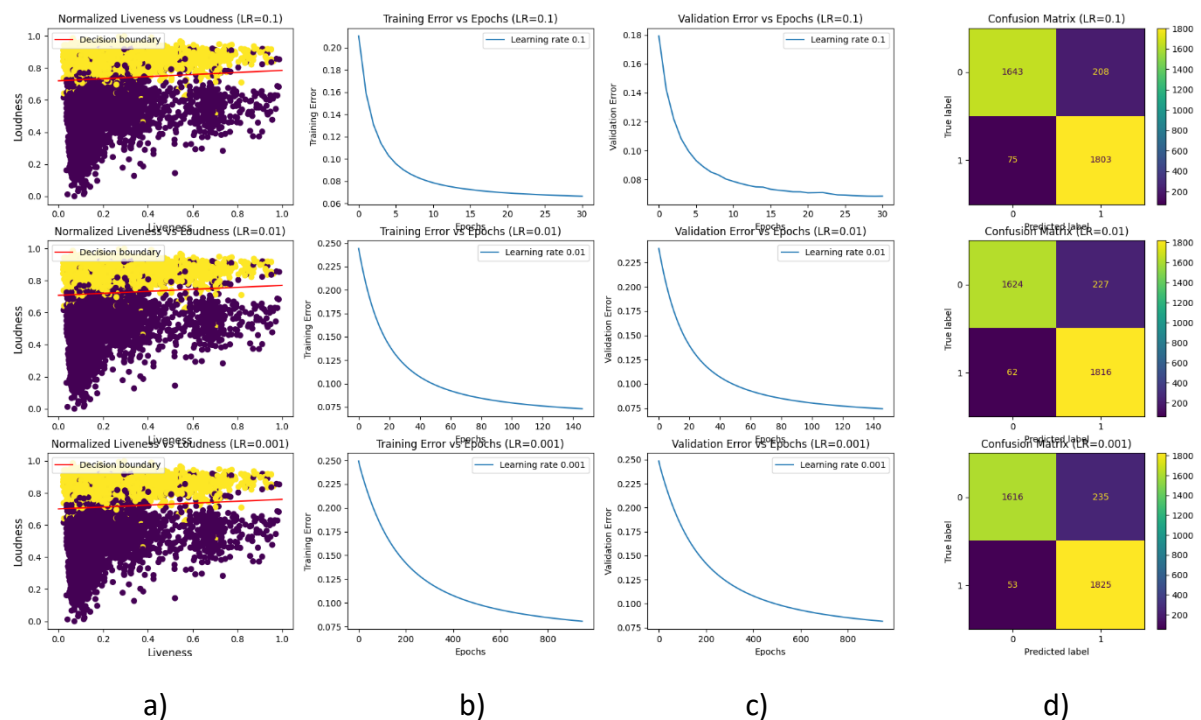 Normalized Liveness vs Loudness (LR=0.1)
Decision boundary
Loudness
1.0
0.8
0.6
0.4
0.2
0.0
0.0 0.2 0.4 0.6 0.8 1.0
Liveness
Training Error vs Epochs (LR=0.1)
Learning rate 0.1
Training Error
0.20
0.18
0.16
0.14
0.12
0.10
0.08
0.06
0 5 10 15 20 25 30
Epochs
Validation Error vs Epochs (LR=0.1)
Learning rate 0.1
Validation Error
0.18
0.16
0.14
0.12
0.10
0.08
0 5 10 15 20 25 30
Epochs
Confusion Matrix (LR=0.1)
True label
0
1
1643 208
75 1803
0 1
Predicted label
1800
1600
1400
1200
1000
800
600
400
200
Normalized Liveness vs Loudness (LR=0.01)
Decision boundary
Loudness
1.0
0.8
0.6
0.4
0.2
0.0
0.0 0.2 0.4 0.6 0.8 1.0
Liveness
Training Error vs Epochs (LR=0.01)
Learning rate 0.01
Training Error
0.250
0.225
0.200
0.175
0.150
0.125
0.100
0.075
0 20 40 60 80 100 120 140
Epochs
Validation Error vs Epochs (LR=0.01)
Learning rate 0.01
Validation Error
0.250
0.225
0.200
0.175
0.150
0.125
0.100
0.075
0 20 40 60 80 100 120 140
Epochs
Confusion Matrix (LR=0.01)
True label
0
1
1624 227
62 1816
0 1
Predicted label
1800
1600
1400
1200
1000
800
600
400
200
Normalized Liveness vs Loudness (LR=0.001)
Decision boundary
Loudness
1.0
0.8
0.6
0.4
0.2
0.0
0.0 0.2 0.4 0.6 0.8 1.0
Liveness
Training Error vs Epochs (LR=0.001)
Learning rate 0.001
Training Error
0.250
0.225
0.200
0.175
0.150
0.125
0.100
0.075
0 200 400 600 800
Epochs
Validation Error vs Epochs (LR=0.001)
Learning rate 0.001
Validation Error
0.250
0.225
0.200
0.175
0.150
0.125
0.100
0.075
0 200 400 600 800
Epochs
Confusion Matrix (LR=0.001)
True label
0
1
1616 235
53 1825
0 1
Predicted label
1800
1600
1400
1200
1000
800
600
400
200
a) b) c) d)